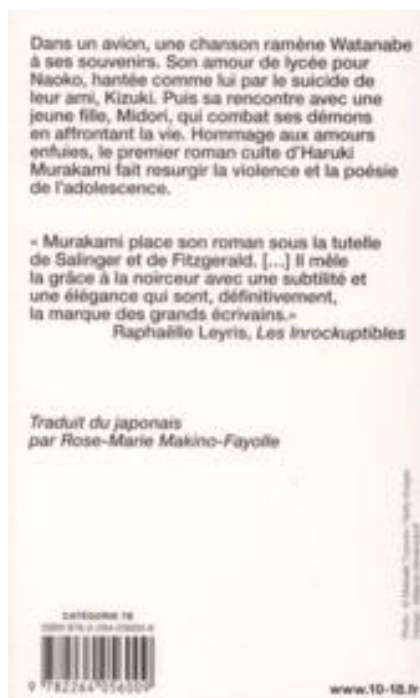 Dans un avion, une chanson ramène Watanabe
à ses souvenirs. Son amour de lycée pour
Naoko, hantée comme lui par le suicide de
leur ami, Kizuki. Puis sa rencontre avec une
jeune fille, Midori, qui combat ses démons
en affrontant la vie. Hommage aux amours
enfuies, le premier roman culte d'Haruki
Murakami fait resurgir la violence et la poésie
de l'adolescence.
« Murakami place son roman sous la tutelle
de Salinger et de Fitzgerald. [...] Il mêle
la grâce à la noirceur avec une subtilité et
une élégance qui sont, définitivement,
la marque des grands écrivains.»
Raphaëlle Leyris, Les Inrockuptibles
Traduit du japonais
par Rose-Marie Makino-Fayolle
CATÉGORIE
9 782264 056009
www.10-18.fr